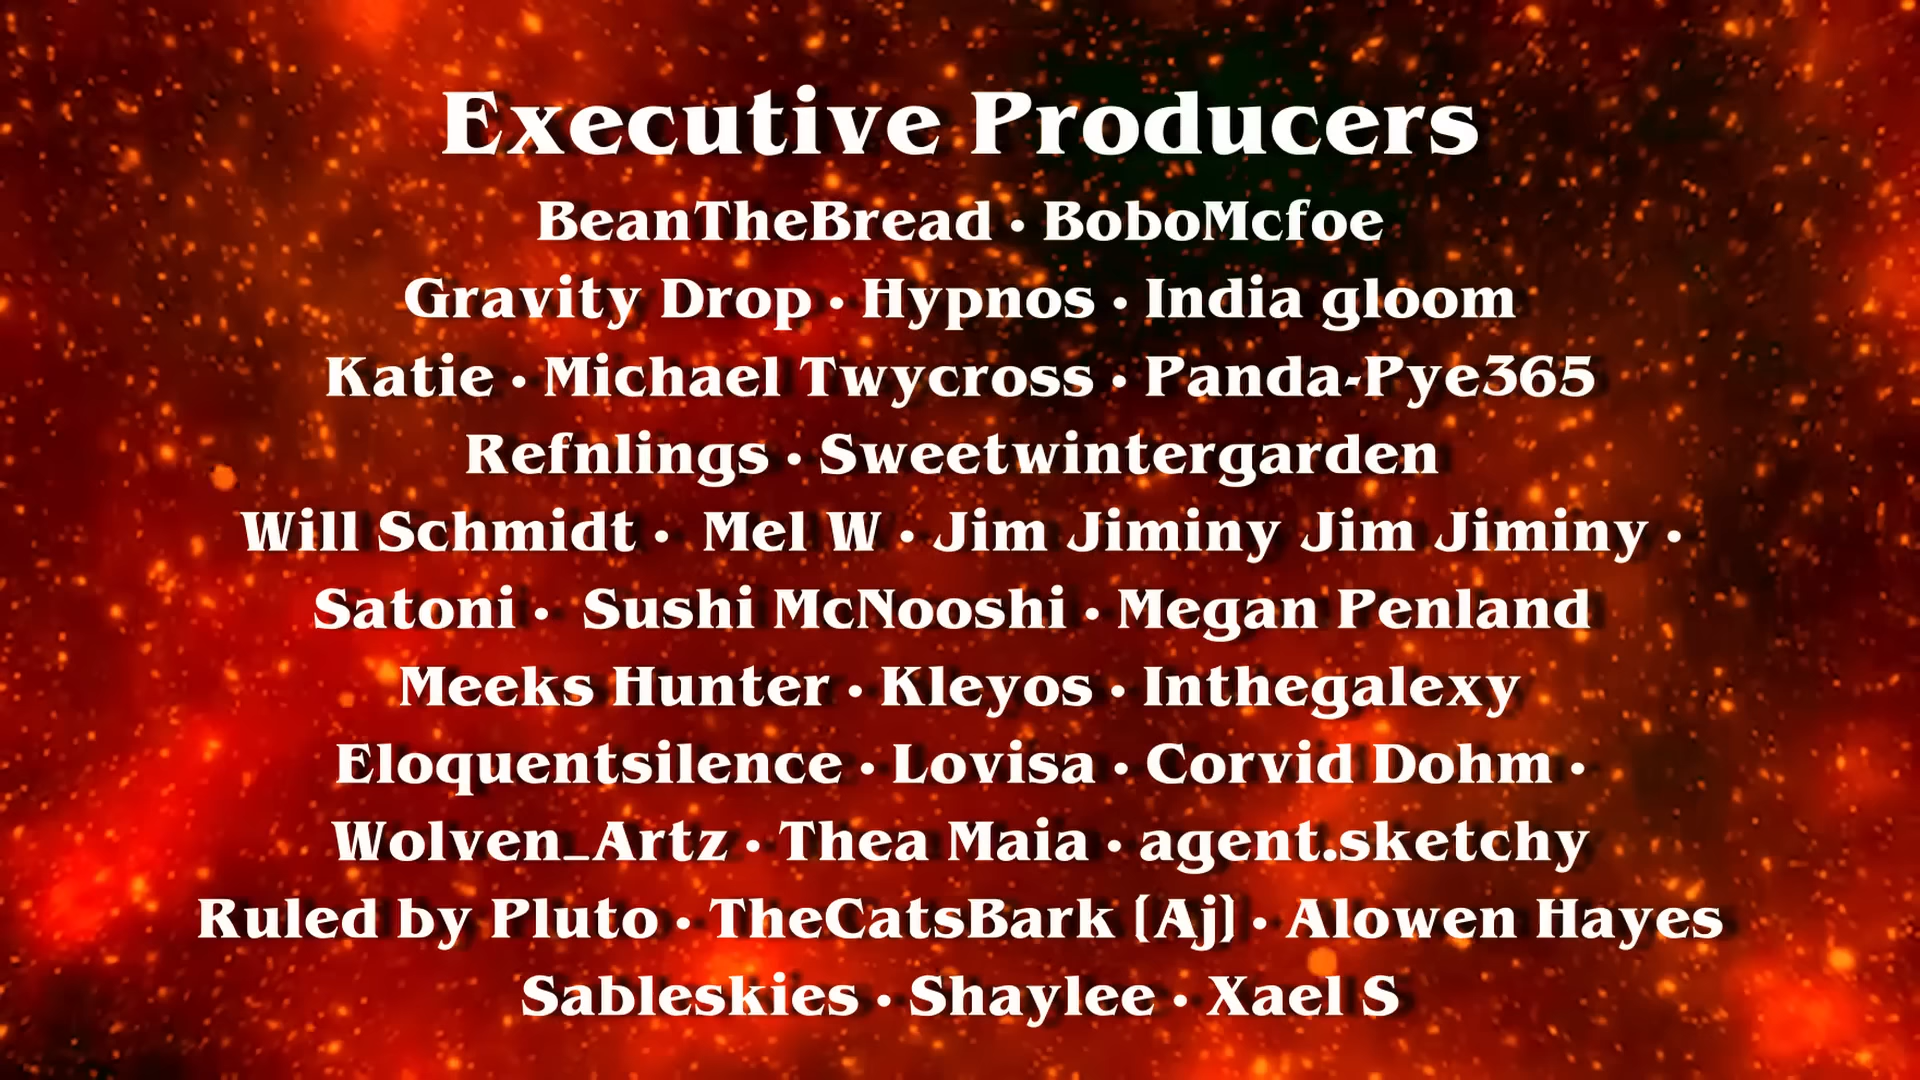 Executive Producers
BeanTheBread • BoboMcfoe
Gravity Drop • Hypnos • India gloom
Katie • Michael Twycross • Panda-Pye365
Refnlings • Sweetwintergarden
Will Schmidt •  Mel W • Jim Jiminy Jim Jiminy •
Satoni •  Sushi McNooshi • Megan Penland
Meeks Hunter • Kleyos • Inthegalexy
Eloquentsilence • Lovisa • Corvid Dohm •
Wolven_Artz • Thea Maia • agent.sketchy
Ruled by Pluto • TheCatsBark (Aj) • Alowen Hayes
Sableskies • Shaylee • Xael S